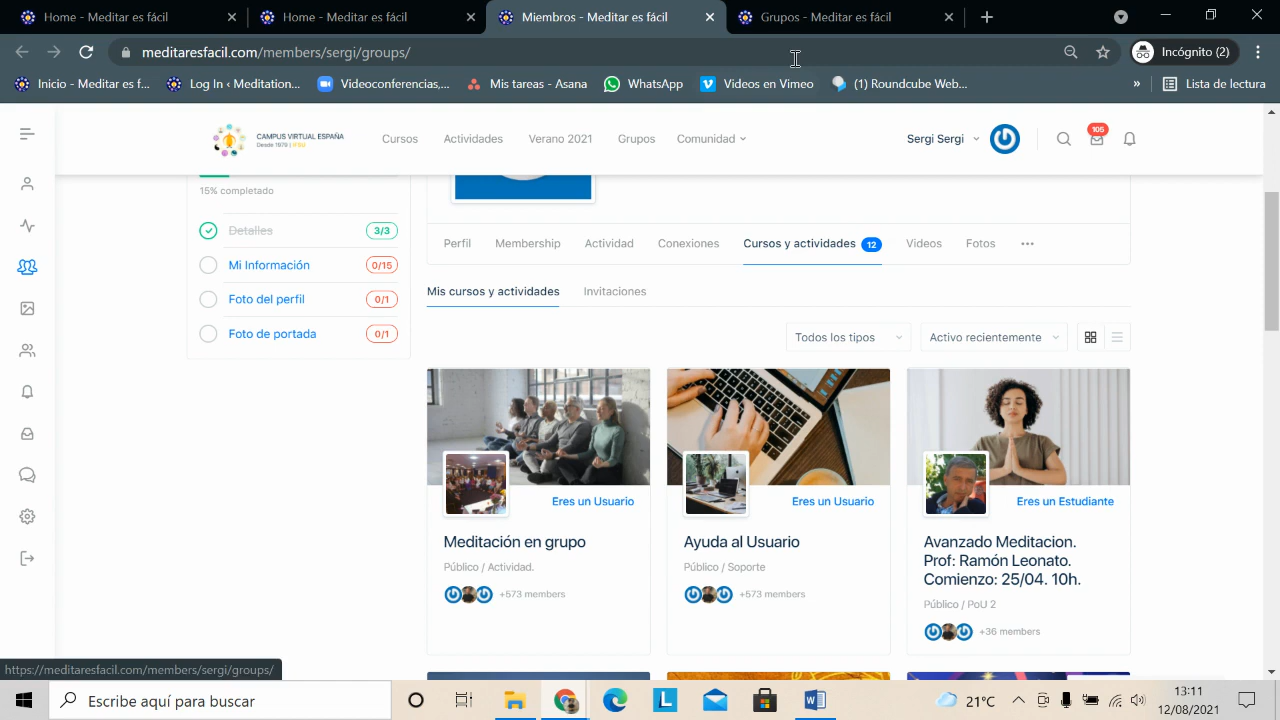 Home - Meditar es fácil
Home - Meditar es fácil
Miembros - Meditar es fácil
Grupos - Meditar es fácil
meditaresfacil.com/members/sergi/groups/
Incógnito (2)
Inicio - Meditar es f...
Log In ‹ Meditation...
Videoconferencias,...
Mis tareas - Asana
WhatsApp
Videos en Vimeo
(1) Roundcube Web...
»
Lista de lectura
CAMPUS VIRTUAL ESPAÑA
Desde 1979 | IFSU
Cursos
Actividades
Verano 2021
Grupos
Comunidad
Sergi Sergi
105
15% completado
Detalles 3/3
Mi Información 0/15
Foto del perfil 0/1
Foto de portada 0/1
Perfil
Membership
Actividad
Conexiones
Cursos y actividades 12
Videos
Fotos
Mis cursos y actividades
Invitaciones
Todos los tipos
Activo recientemente
Eres un Usuario
Meditación en grupo
Público / Actividad.
+573 members
Eres un Usuario
Ayuda al Usuario
Público / Soporte
+573 members
Eres un Estudiante
Avanzado Meditacion.
Prof: Ramón Leonato.
Comienzo: 25/04. 10h.
Público / PoU 2
+36 members
https://meditaresfacil.com/members/sergi/groups/
Escribe aquí para buscar
21°C
13:11
12/08/2021